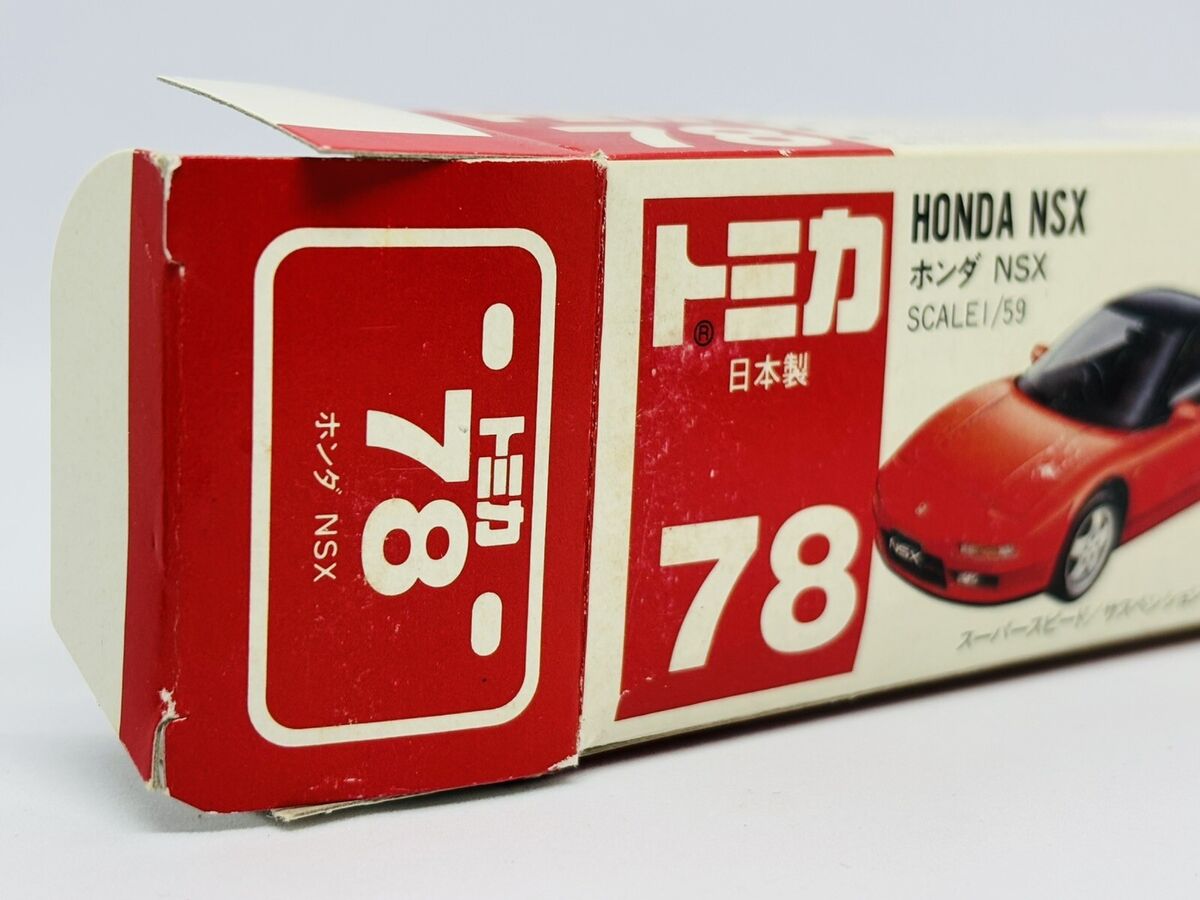 78
トミカ
78
ホンダ NSX
トミカ
®
日本製
78
HONDA NSX
ホンダ NSX
SCALE1/59
NSX
スーパースピード/サスペンション